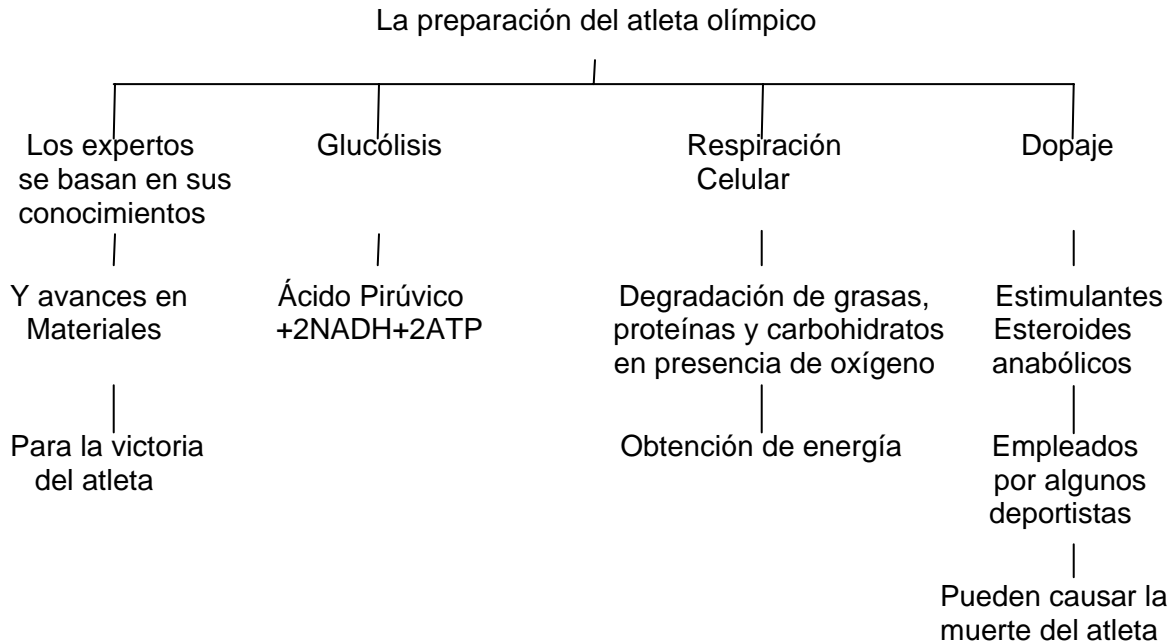 La preparación del atleta olímpico
Los expertos
se basan en sus
conocimientos
Y avances en
Materiales
Para la victoria
del atleta
Glucólisis
Ácido Pirúvico
+2NADH+2ATP
Respiración
Celular
Degradación de grasas,
proteínas y carbohidratos
en presencia de oxígeno
Obtención de energía
Dopaje
Estimulantes
Esteroides
anabólicos
Empleados
por algunos
deportistas
Pueden causar la
muerte del atleta